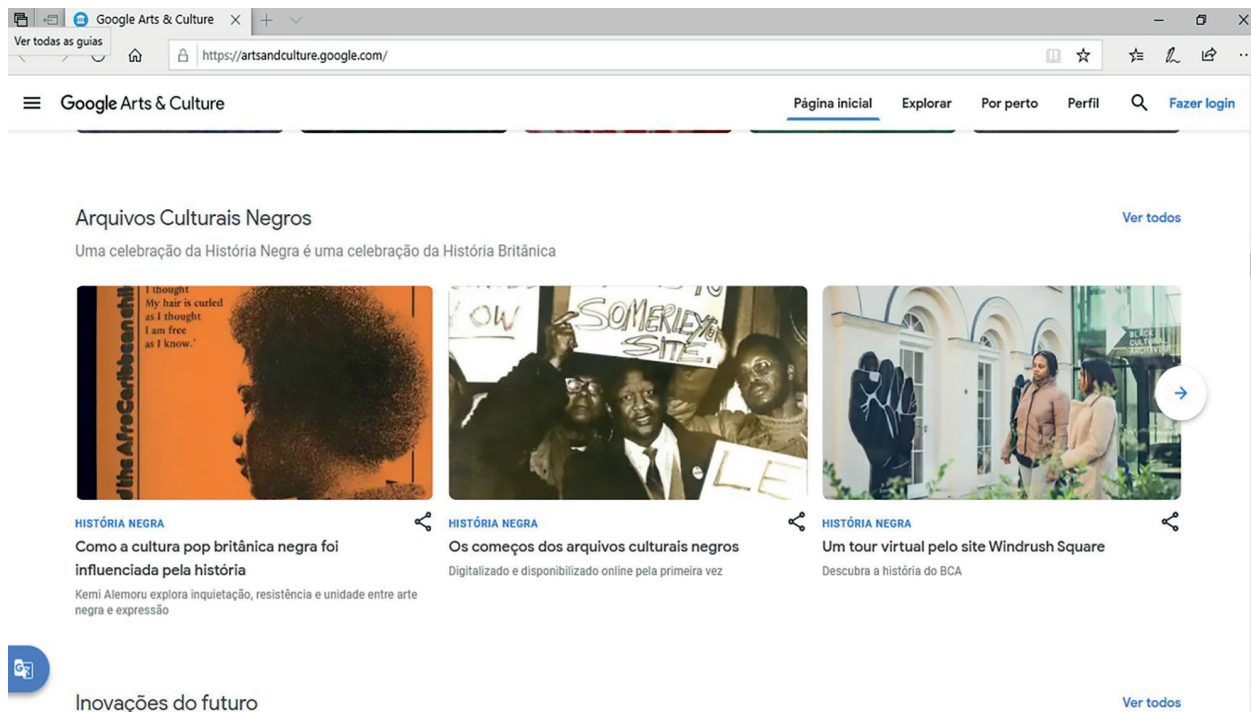 Google Arts & Culture
Ver todas as guias
https://artsandculture.google.com/
Google Arts & Culture
Página inicial
Explorar
Por perto
Perfil
Fazer login
Arquivos Culturais Negros
Ver todos
Uma celebração da História Negra é uma celebração da História Britânica
I thought
My hair is curled
as I thought
I am free
as I know.'
d the AfroCaribbean chil
OW
SOMERLEYTON
SITE.
LE
BLACK
CULTURAL
ARCHIVES
HISTÓRIA NEGRA
Como a cultura pop britânica negra foi
influenciada pela história
Kemi Alemoru explora inquietação, resistência e unidade entre arte
negra e expressão
HISTÓRIA NEGRA
Os começos dos arquivos culturais negros
Digitalizado e disponibilizado online pela primeira vez
HISTÓRIA NEGRA
Um tour virtual pelo site Windrush Square
Descubra a história do BCA
Inovações do futuro
Ver todos